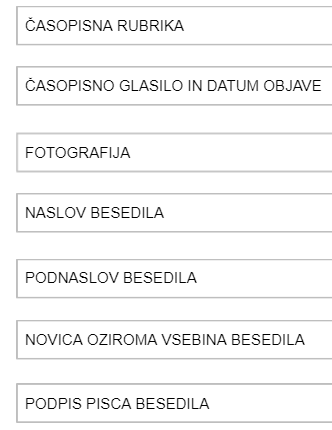 ČASOPISNA RUBRIKA
ČASOPISNO GLASILO IN DATUM OBJAVE
FOTOGRAFIJA
NASLOV BESEDILA
PODNASLOV BESEDILA
NOVICA OZIROMA VSEBINA BESEDILA
PODPIS PISCA BESEDILA